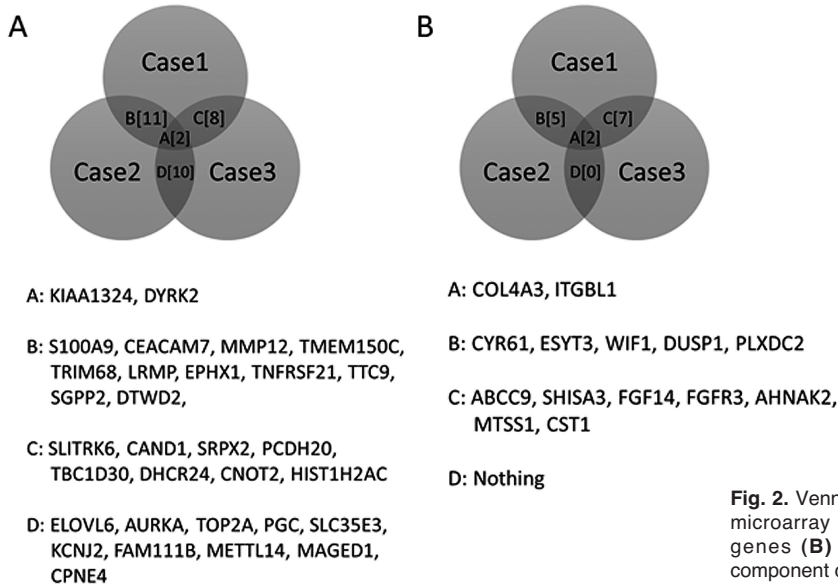 A
Case1
B[11]
C[8]
A[2]
Case2
D[10]
Case3
A: KIAA1324, DYRK2
B: S100A9, CEACAM7, MMP12, TMEM150C,
TRIM68, LRMP, EPHX1, TNFRSF21, TTC9,
SGPP2, DTWD2,
C: SLITRK6, CAND1, SRPX2, PCDH20,
TBC1D30, DHCR24, CNOT2, HIST1H2AC
D: ELOVL6, AURKA, TOP2A, PGC, SLC35E3,
KCNJ2, FAM111B, METTL14, MAGED1,
CPNE4
B
Case1
B[5]
C[7]
A[2]
Case2
D[0]
Case3
A: COL4A3, ITGBL1
B: CYR61, ESYT3, WIF1, DUSP1, PLXDC2
C: ABCC9, SHISA3, FGF14, FGFR3, AHNAK2,
MTSS1, CST1
D: Nothing
Fig. 2. Venn
microarray
genes (B)
component